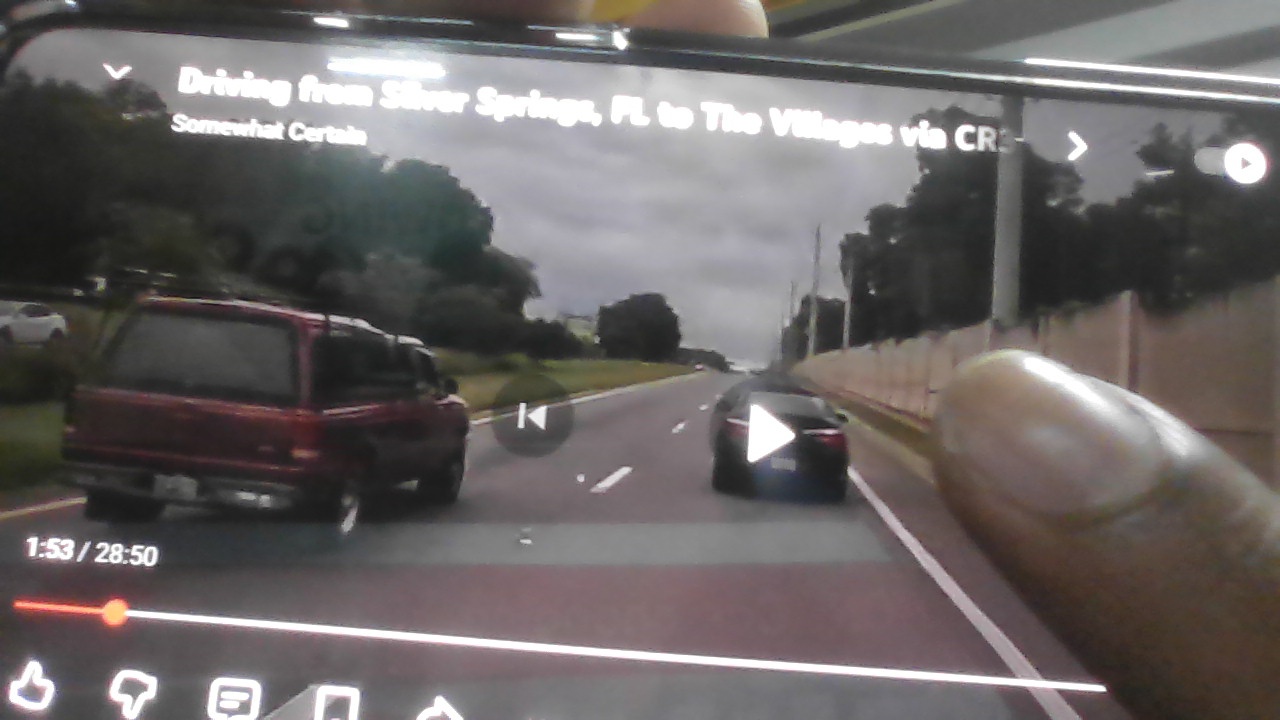 Driving from Silver Springs, FL to The Villages via CR
Somewhat Certain
1:53 / 28:50